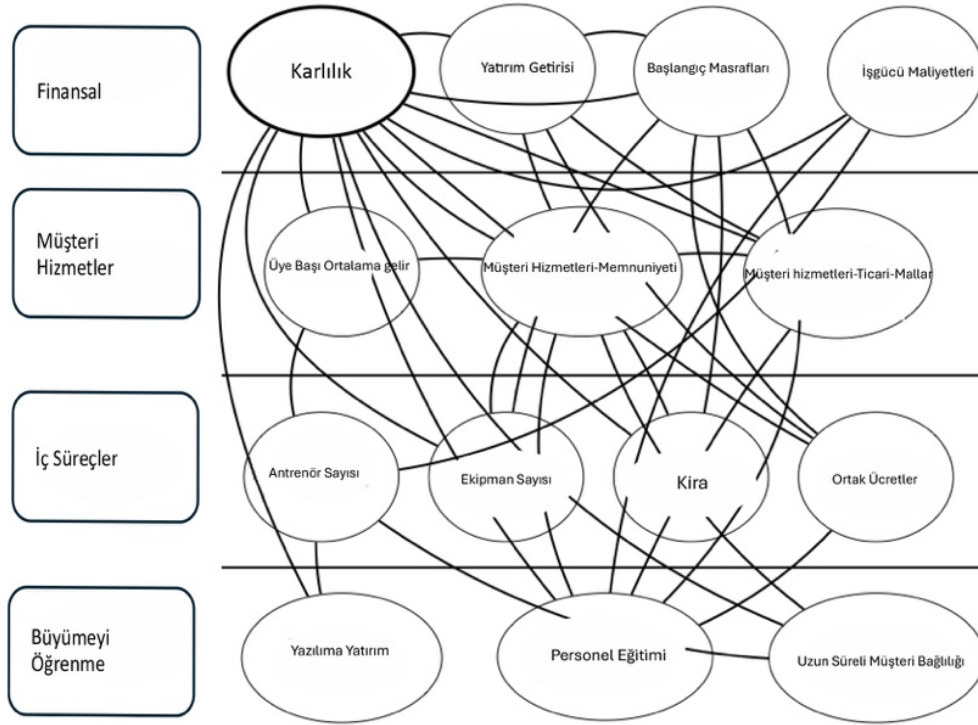 Finansal
Karlılık
Yatırım Getirisi
Başlangıç Masrafları
İşgücü Maliyetleri
Müşteri
Hizmetler
Üye Başı Ortalama gelir
Müşteri Hizmetleri-Memnuniyeti
Müşteri hizmetleri-Ticari-Mallar
İç Süreçler
Antrenör Sayısı
Ekipman Sayısı
Kira
Ortak Ücretler
Büyümeyi
Öğrenme
Yazılıma Yatırım
Personel Eğitimi
Uzun Süreli Müşteri Bağlılığı